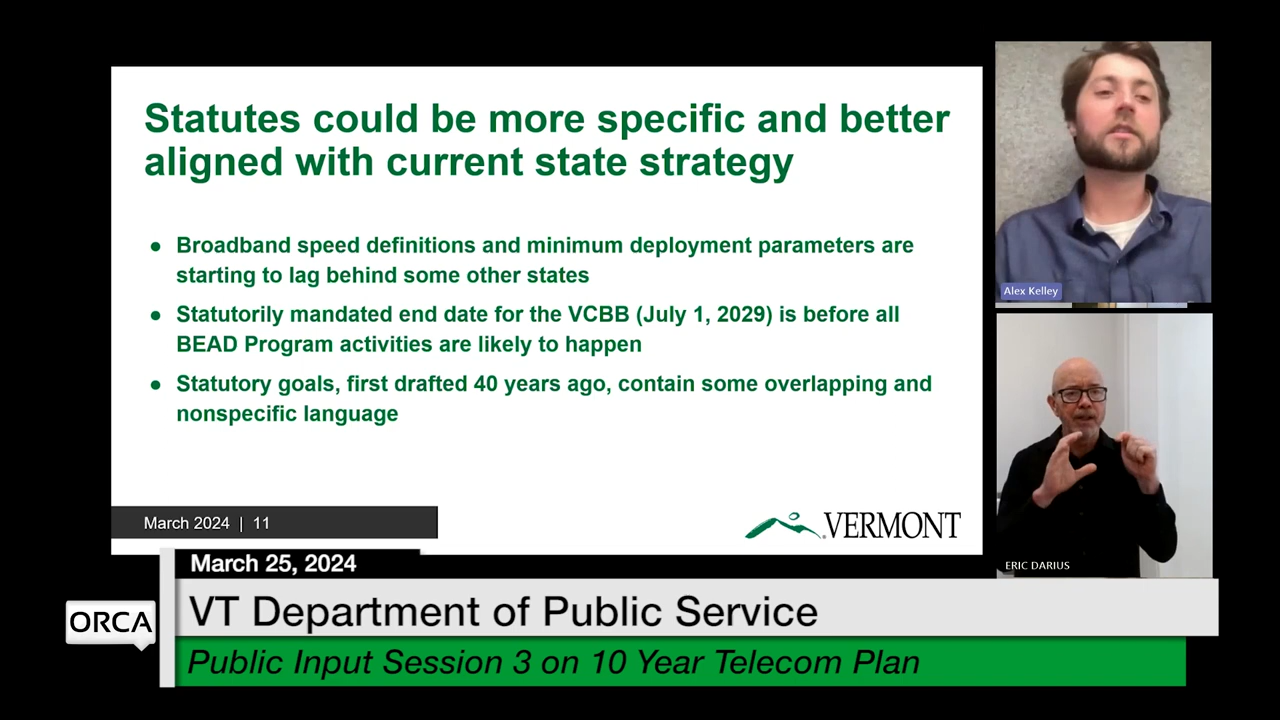 Statutes could be more specific and better
aligned with current state strategy
● Broadband speed definitions and minimum deployment parameters are
starting to lag behind some other states
● Statutorily mandated end date for the VCBB (July 1, 2029) is before all
BEAD Program activities are likely to happen
● Statutory goals, first drafted 40 years ago, contain some overlapping and
nonspecific language
March 2024 | 11
VERMONT
Alex Kelley
ERIC DARIUS
March 25, 2024
ORCA
VT Department of Public Service
Public Input Session 3 on 10 Year Telecom Plan